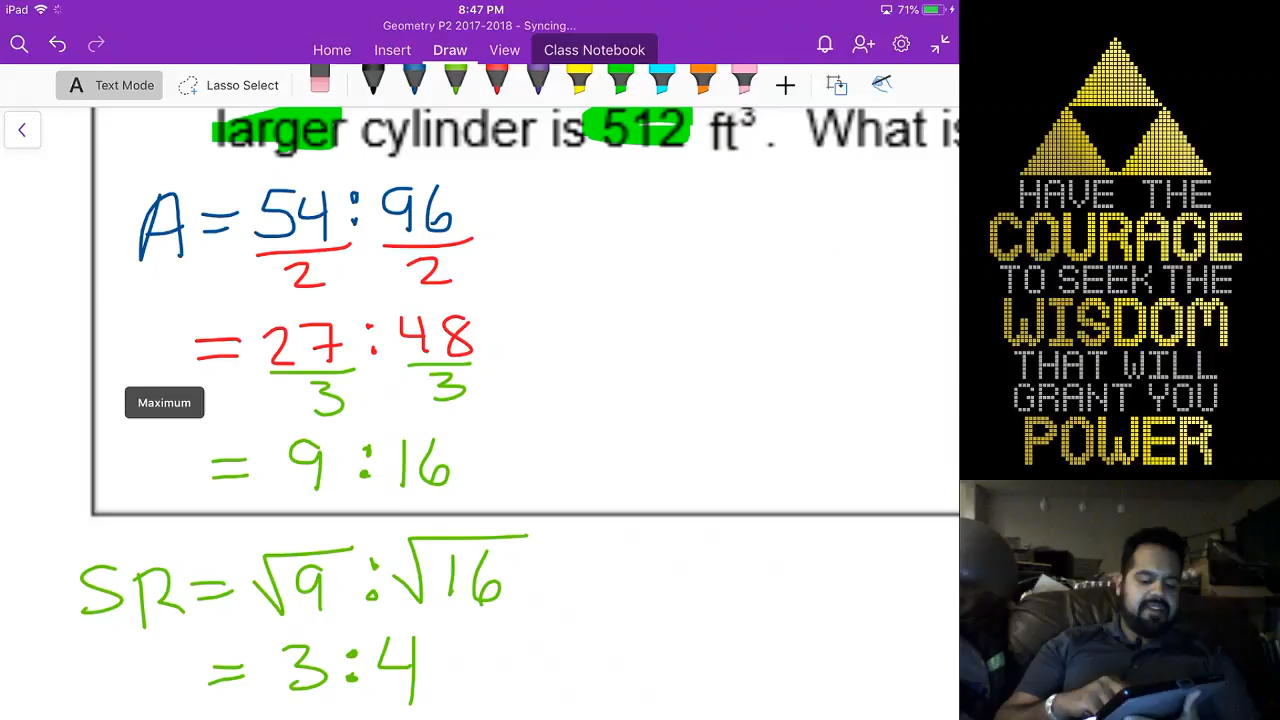 iPad 8:47 PM 71%
Geometry P2 2017-2018 - Syncing...
Home Insert Draw View Class Notebook
A Text Mode Lasso Select
larger cylinder is 512 ft³. What is
A = 54 : 96
2 2
= 27 : 48
3 3
Maximum
= 9 : 16
SR = √9 : √16
= 3 : 4
HAVE THE
COURAGE
TO SEEK THE
WISDOM
THAT WILL
GRANT YOU
POWER